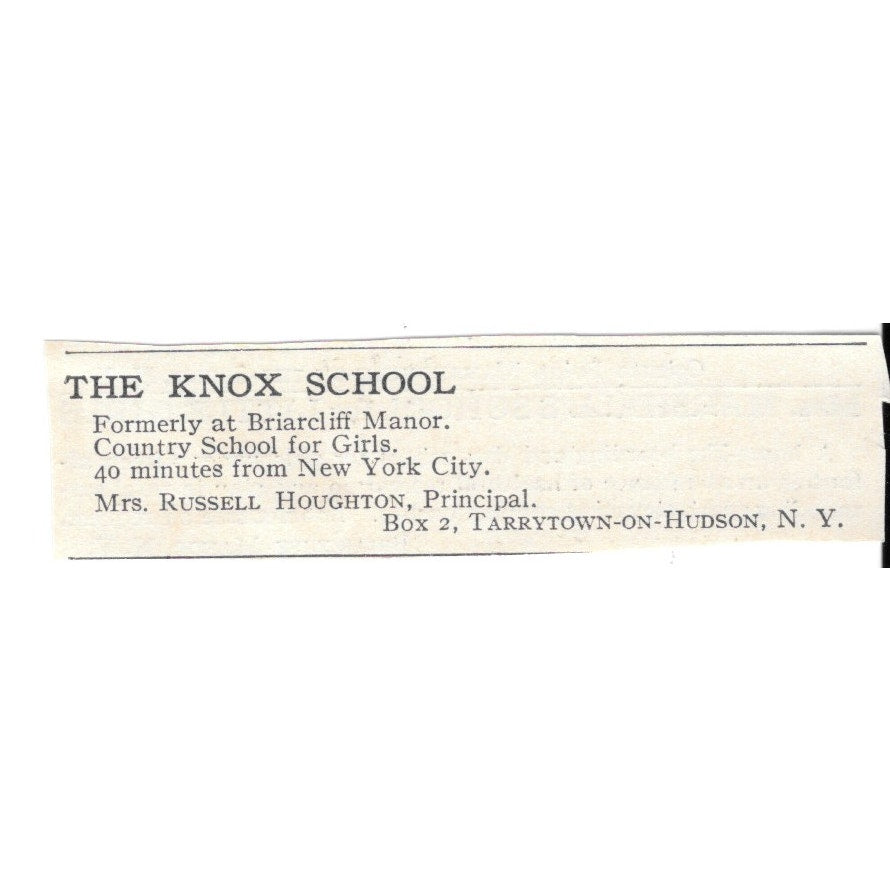 THE KNOX SCHOOL
Formerly at Briarcliff Manor.
Country School for Girls.
40 minutes from New York City.
Mrs. RUSSELL HOUGHTON, Principal.
Box 2, TARRYTOWN-ON-HUDSON, N. Y.